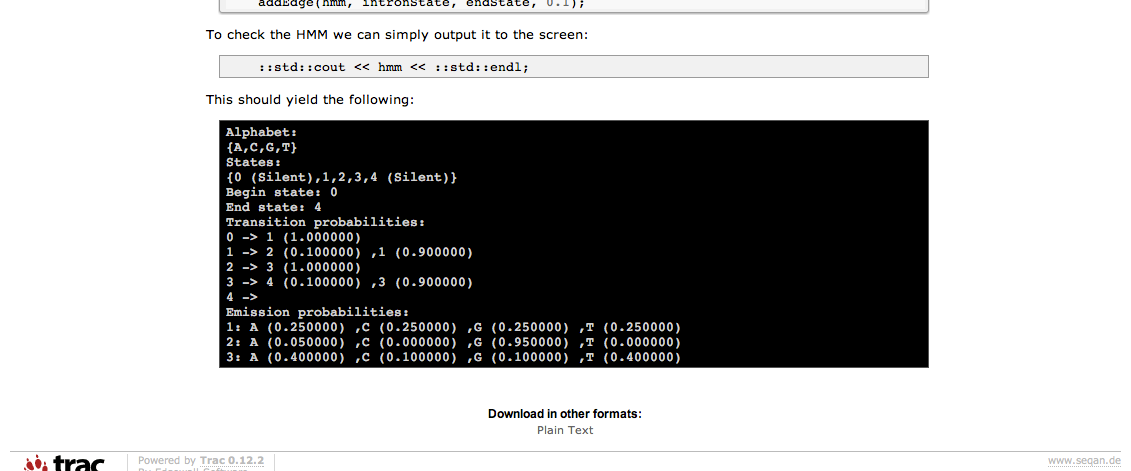 addEdge(hmm, intronState, endState, 0.1);
To check the HMM we can simply output it to the screen:
::std::cout << hmm << ::std::endl;
This should yield the following:
Alphabet:
{A,C,G,T}
States:
{0 (Silent),1,2,3,4 (Silent)}
Begin state: 0
End state: 4
Transition probabilities:
0 -> 1 (1.000000)
1 -> 2 (0.100000) ,1 (0.900000)
2 -> 3 (1.000000)
3 -> 4 (0.100000) ,3 (0.900000)
4 ->
Emission probabilities:
1: A (0.250000) ,C (0.250000) ,G (0.250000) ,T (0.250000)
2: A (0.050000) ,C (0.000000) ,G (0.950000) ,T (0.000000)
3: A (0.400000) ,C (0.100000) ,G (0.100000) ,T (0.400000)
Download in other formats:
Plain Text
trac
Powered by Trac 0.12.2
By Edgewall Software
www.seqan.de